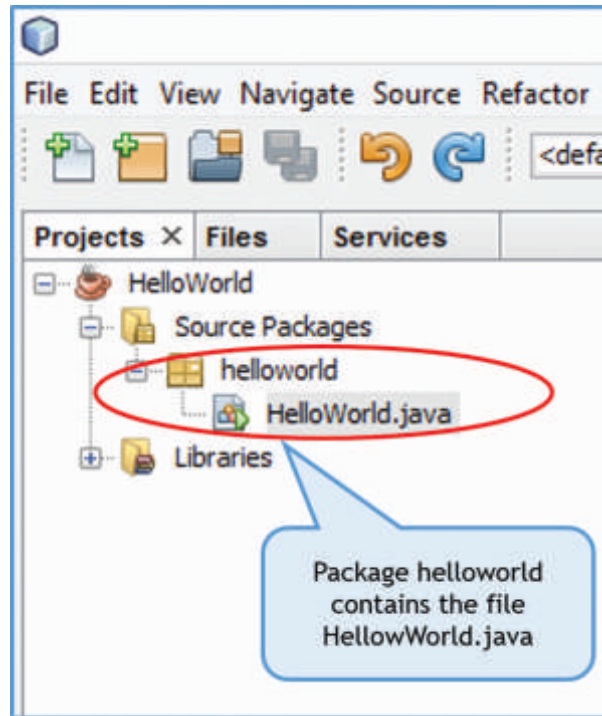 File Edit View Navigate Source Refactor
<defa
Projects × Files Services
HelloWorld
Source Packages
helloworld
HelloWorld.java
Libraries
Package helloworld
contains the file
HellowWorld.java